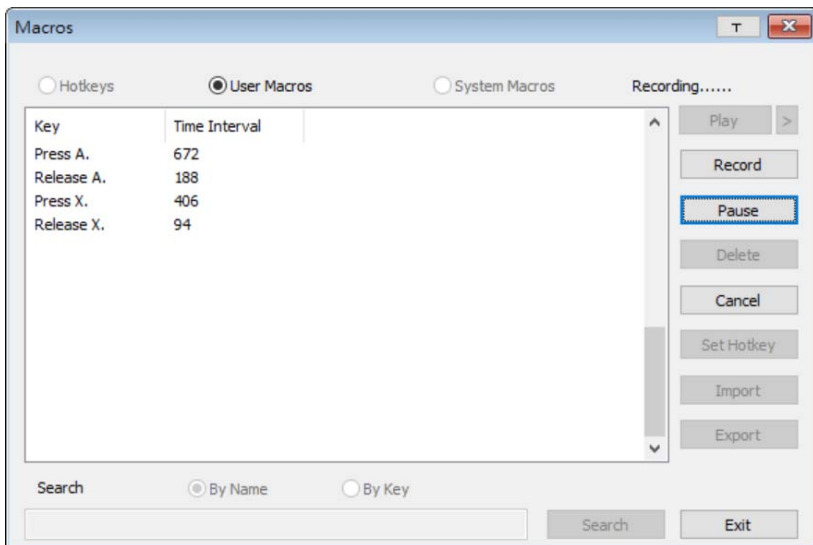 Macros
T
Hotkeys User Macros System Macros Recording......
Key Time Interval
Play >
Press A. 672
Release A. 188
Record
Press X. 406
Release X. 94
Pause
Delete
Cancel
Set Hotkey
Import
Export
Search By Name By Key
Search Exit